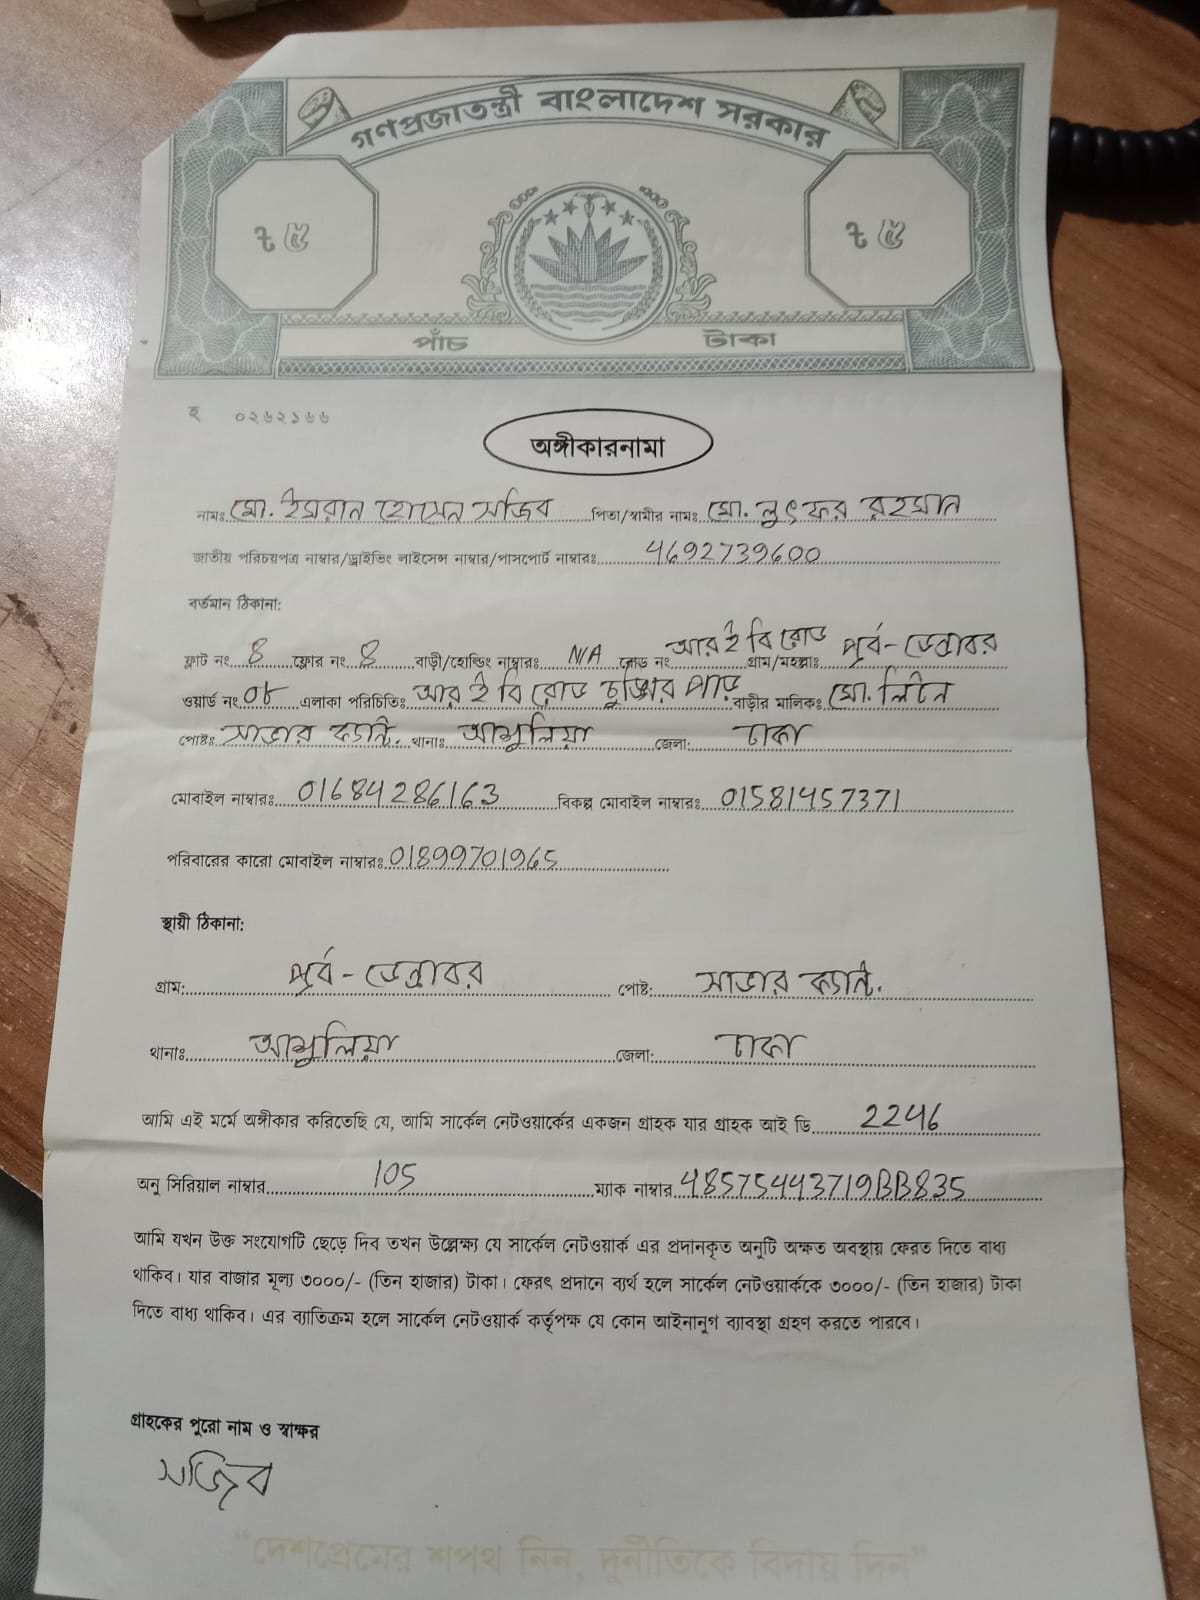 গণপ্রজাতন্ত্রী বাংলাদেশ সরকার
৳ ৫ ৳ ৫
পাঁচ টাকা
হ ০২৬২১৬৬
অঙ্গীকারনামা
নামঃ মো. ইমরান হোসেন সজিব পিতা/স্বামীর নামঃ মো. লুৎফর রহমান
জাতীয় পরিচয়পত্র নাম্বার/ড্রাইভিং লাইসেন্স নাম্বার/পাসপোর্ট নাম্বারঃ 4692739600
বর্তমান ঠিকানা:
ফ্লাট নং 8 ফ্লোর নং 8 বাড়ী/হোল্ডিং নাম্বারঃ N/A রোড নং আর ই বি রোড গ্রাম/মহল্লাঃ পূর্ব-ডেন্ডাবর
ওয়ার্ড নং 0৮ এলাকা পরিচিতিঃ আর ই বি রোড পাড় বাড়ীর মালিকঃ মো. লিটন
পোষ্টঃ সাভার ক্যান্ট. থানাঃ আশুলিয়া জেলা: ঢাকা
মোবাইল নাম্বারঃ 01684286163 বিকল্প মোবাইল নাম্বারঃ 01581457371
পরিবারের কারো মোবাইল নাম্বারঃ 01899701965
স্থায়ী ঠিকানা:
গ্রাম: পূর্ব-ডেন্ডাবর পোষ্ট: সাভার ক্যান্ট.
থানাঃ আশুলিয়া জেলা: ঢাকা
আমি এই মর্মে অঙ্গীকার করিতেছি যে, আমি সার্কেল নেটওয়ার্কের একজন গ্রাহক যার গ্রাহক আই ডি 2246
অনু সিরিয়াল নাম্বার 105 ম্যাক নাম্বার 48575443719BB835
আমি যখন উক্ত সংযোগটি ছেড়ে দিব তখন উল্লেক্ষ্য যে সার্কেল নেটওয়ার্ক এর প্রদানকৃত অনুটি অক্ষত অবস্থায় ফেরত দিতে বাধ্য
থাকিব। যার বাজার মূল্য ৩০০০/- (তিন হাজার) টাকা। ফেরৎ প্রদানে ব্যর্থ হলে সার্কেল নেটওয়ার্ককে ৩০০০/- (তিন হাজার) টাকা
দিতে বাধ্য থাকিব। এর ব্যাতিক্রম হলে সার্কেল নেটওয়ার্ক কর্তৃপক্ষ যে কোন আইনানুগ ব্যাবস্থা গ্রহণ করতে পারবে।
গ্রাহকের পুরো নাম ও স্বাক্ষর
সজিব
“দেশপ্রেমের শপথ নিন, দুর্নীতিকে বিদায় দিন”